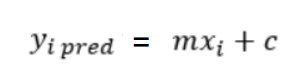 y_{i pred} = mx_i + c